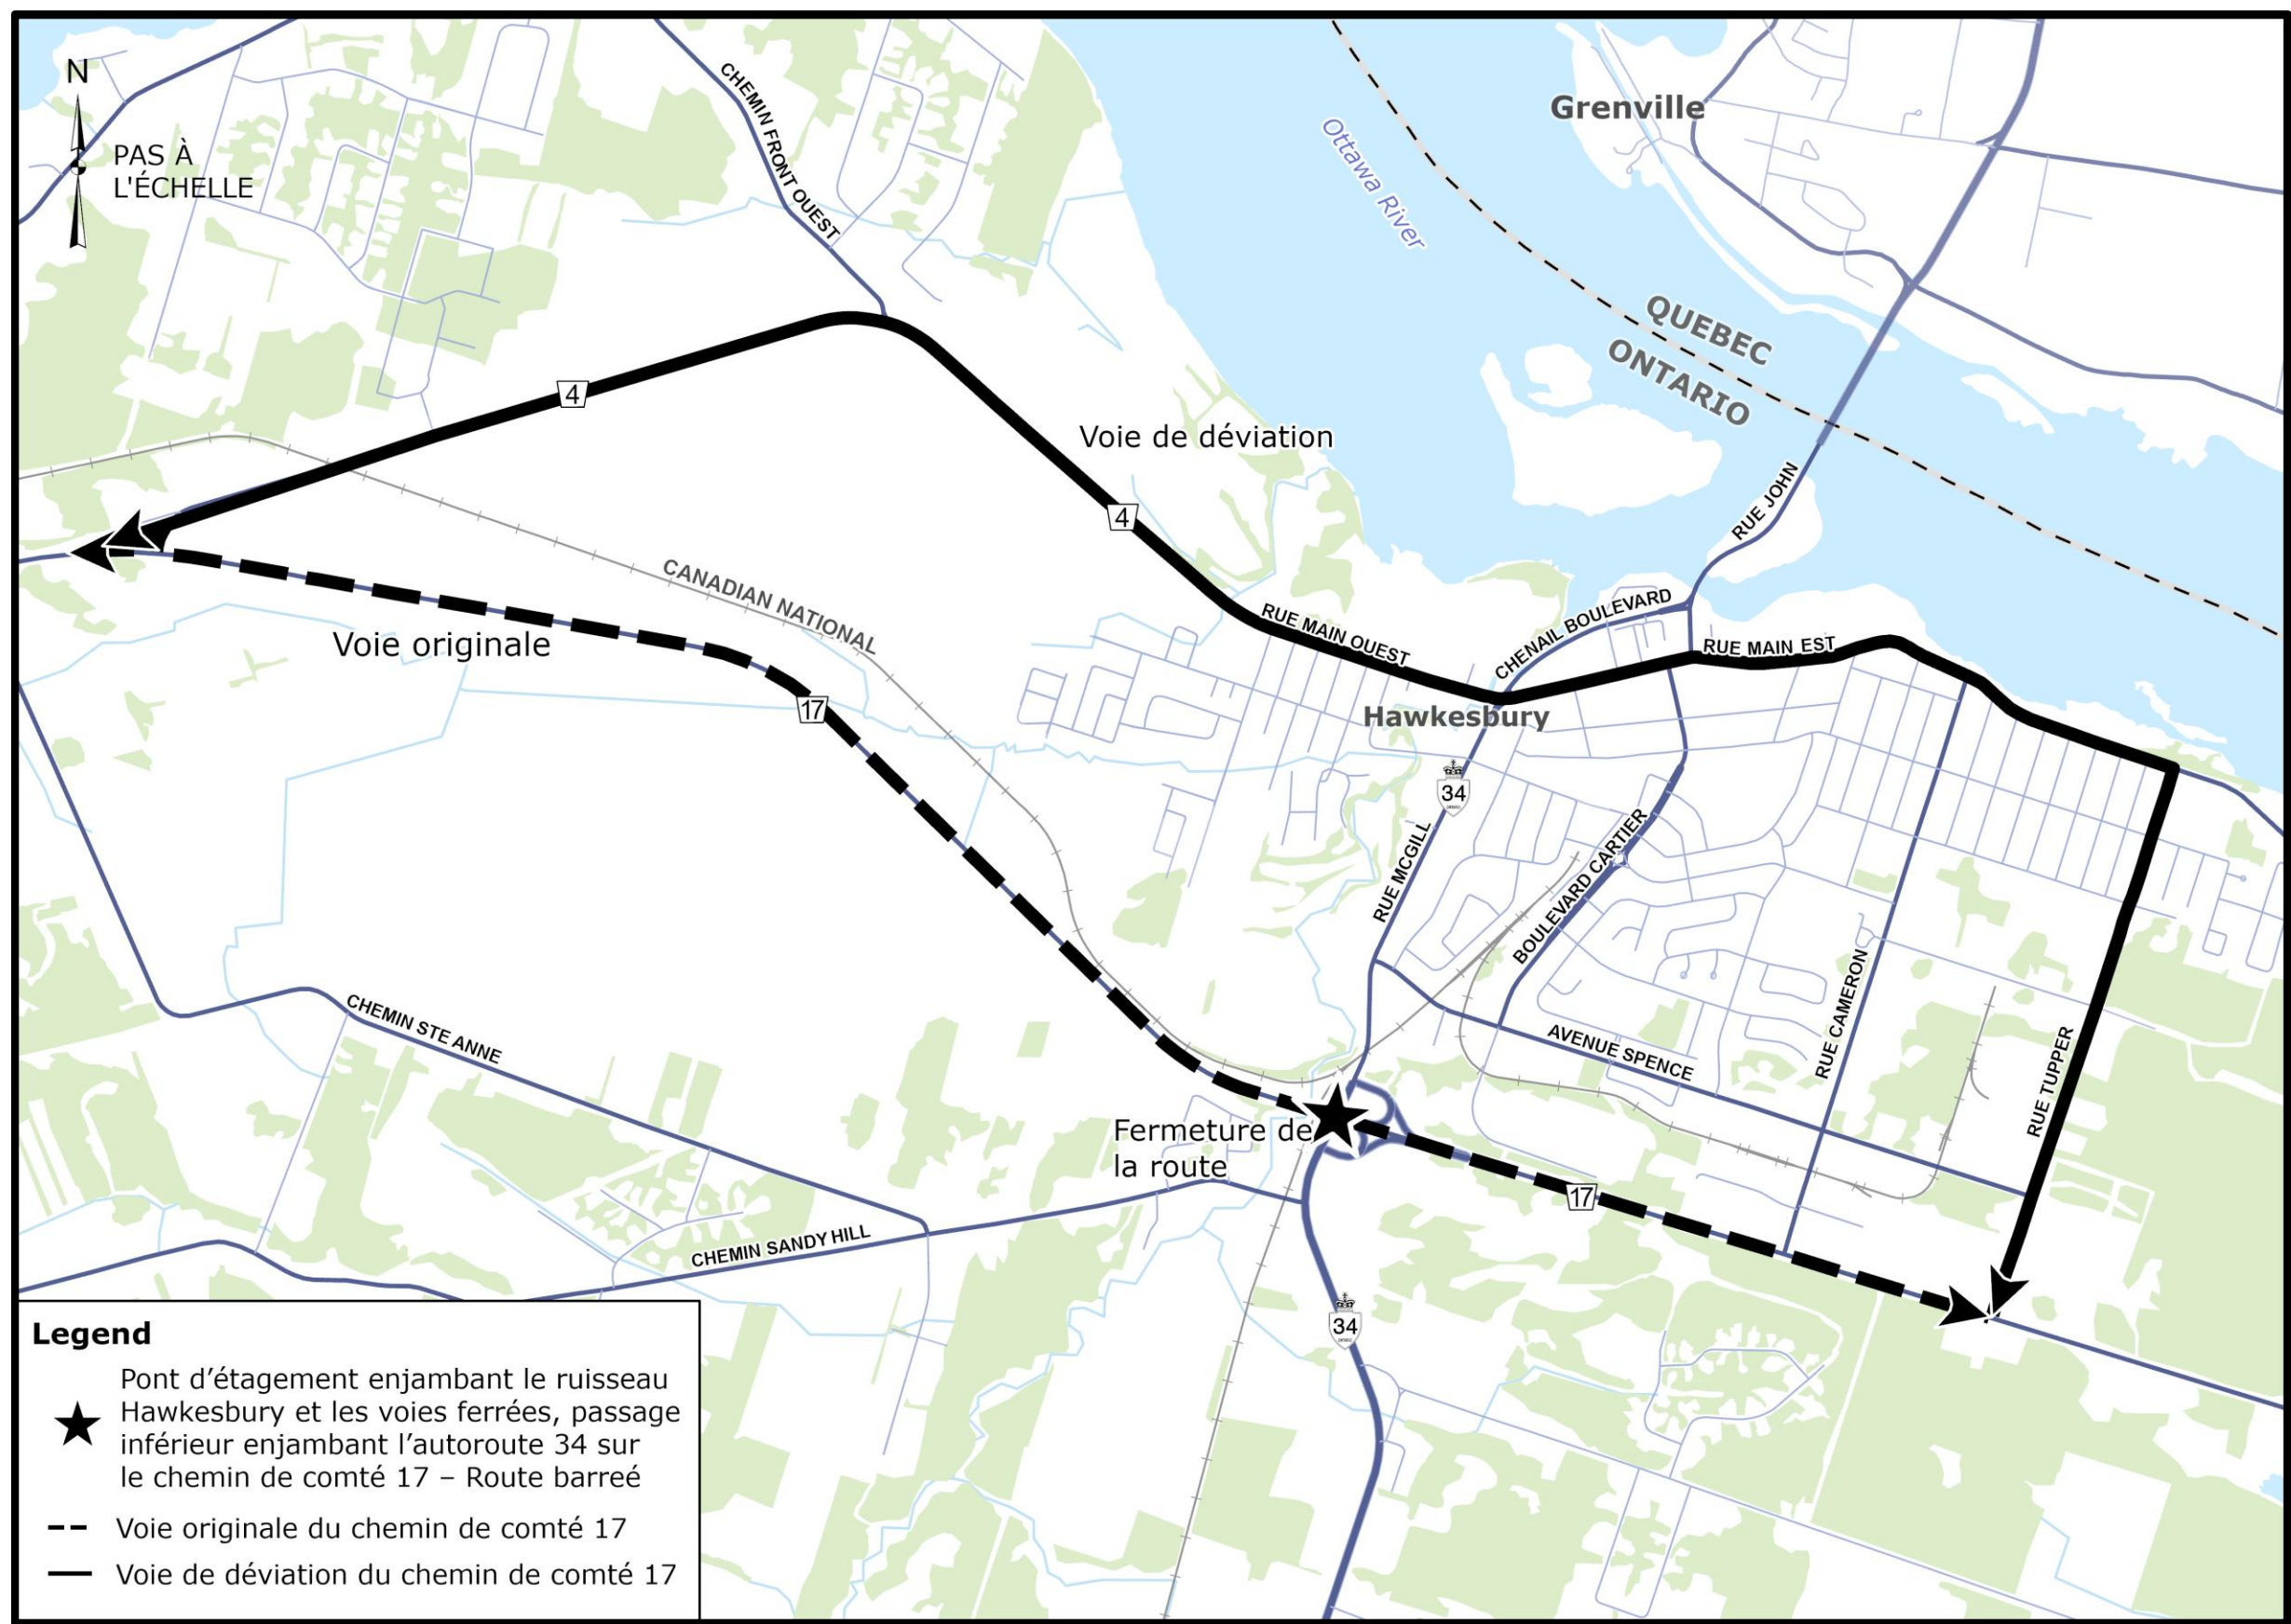 N
PAS À
L'ÉCHELLE
CHEMIN FRONT OUEST
Ottawa River
Grenville
QUEBEC
ONTARIO
4
Voie de déviation
4
RUE JOHN
CANADIAN NATIONAL
Voie originale
17
RUE MAIN OUEST
CHENAIL BOULEVARD
RUE MAIN EST
Hawkesbury
34
RUE MCGILL
BOULEVARD CARTIER
RUE CAMERON
AVENUE SPENCE
RUE TUPPER
CHEMIN STE ANNE
Fermeture de
la route
17
CHEMIN SANDY HILL
34
Legend
Pont d’étagement enjambant le ruisseau
Hawkesbury et les voies ferrées, passage
inférieur enjambant l’autoroute 34 sur
le chemin de comté 17 – Route barreé
Voie originale du chemin de comté 17
Voie de déviation du chemin de comté 17